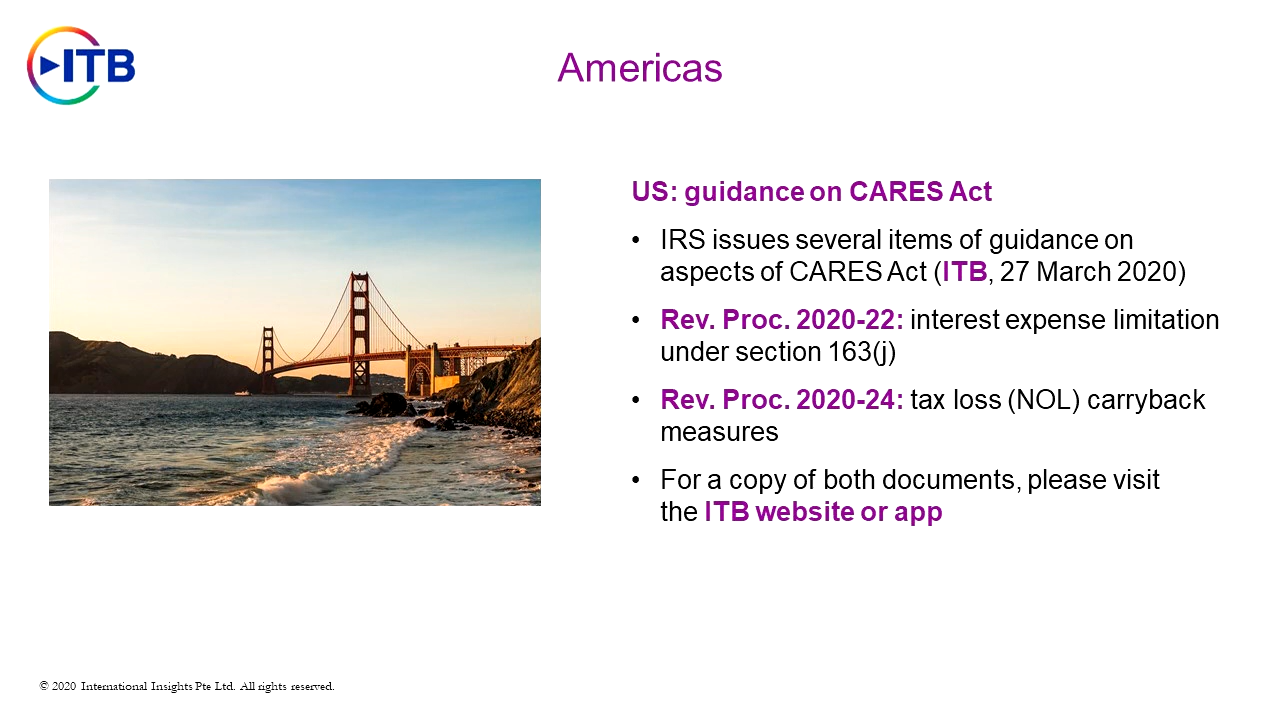 ITB
Americas
US: guidance on CARES Act
• IRS issues several items of guidance on
aspects of CARES Act (ITB, 27 March 2020)
• Rev. Proc. 2020-22: interest expense limitation
under section 163(j)
• Rev. Proc. 2020-24: tax loss (NOL) carryback
measures
• For a copy of both documents, please visit
the ITB website or app
© 2020 International Insights Pte Ltd. All rights reserved.